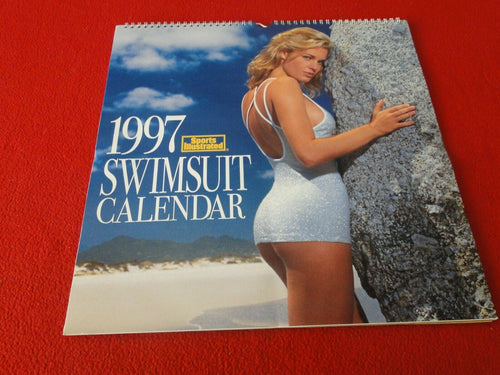 1997
Sports
Illustrated
SWIMSUIT
CALENDAR